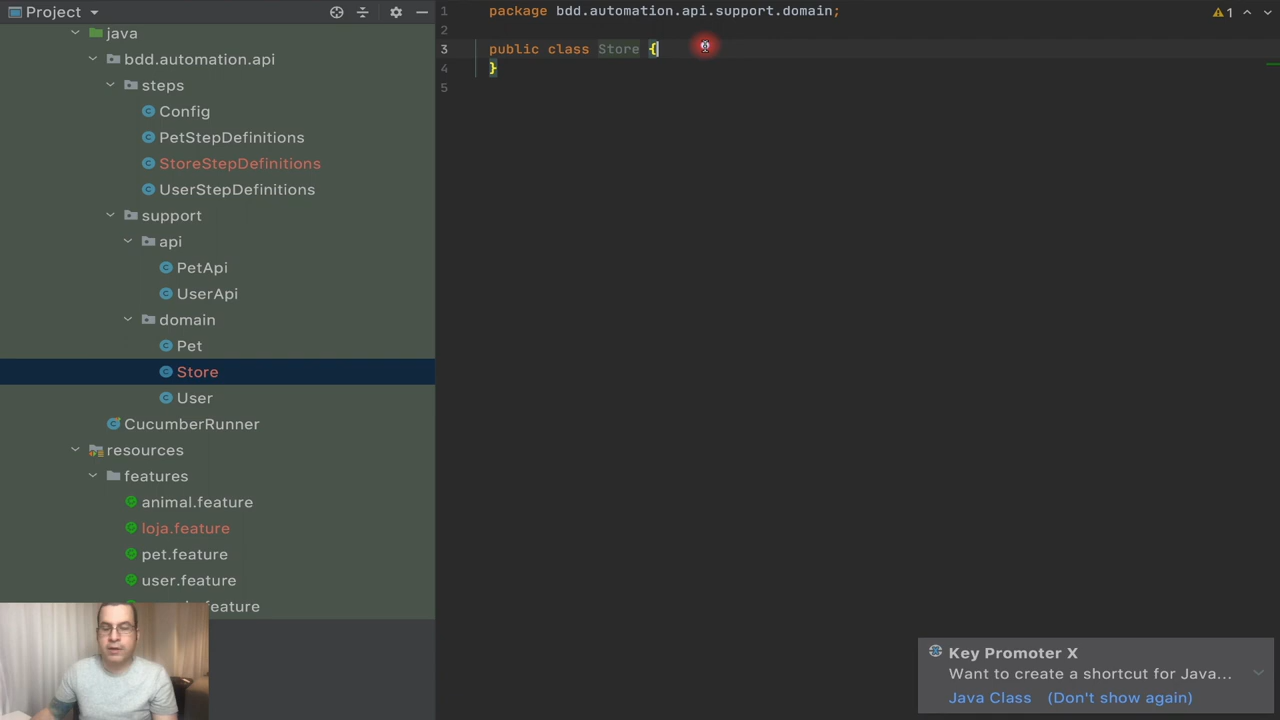 Project
java
bdd.automation.api
steps
Config
PetStepDefinitions
StoreStepDefinitions
UserStepDefinitions
support
api
PetApi
UserApi
domain
Pet
Store
User
CucumberRunner
resources
features
animal.feature
loja.feature
pet.feature
user.feature
.feature
1 package bdd.automation.api.support.domain;
2
3 public class Store {
4 }
5
1
Key Promoter X
Want to create a shortcut for Java...
Java Class (Don't show again)